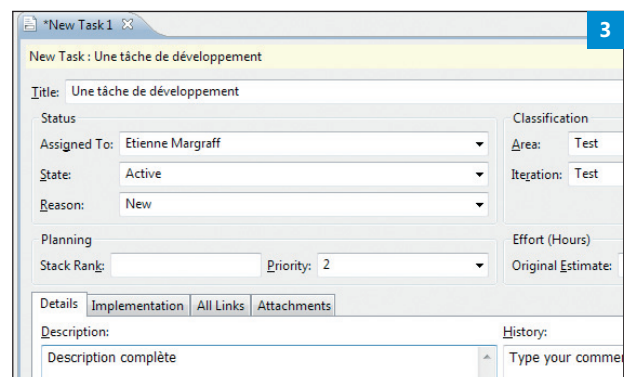 *New Task 1
3
New Task : Une tâche de développement
Title: Une tâche de développement
Status
Classification
Assigned To: Etienne Margraff
Area: Test
State: Active
Iteration: Test
Reason: New
Planning
Effort (Hours)
Stack Rank:
Priority: 2
Original Estimate:
Details Implementation All Links Attachments
Description:
History:
Description complète
Type your